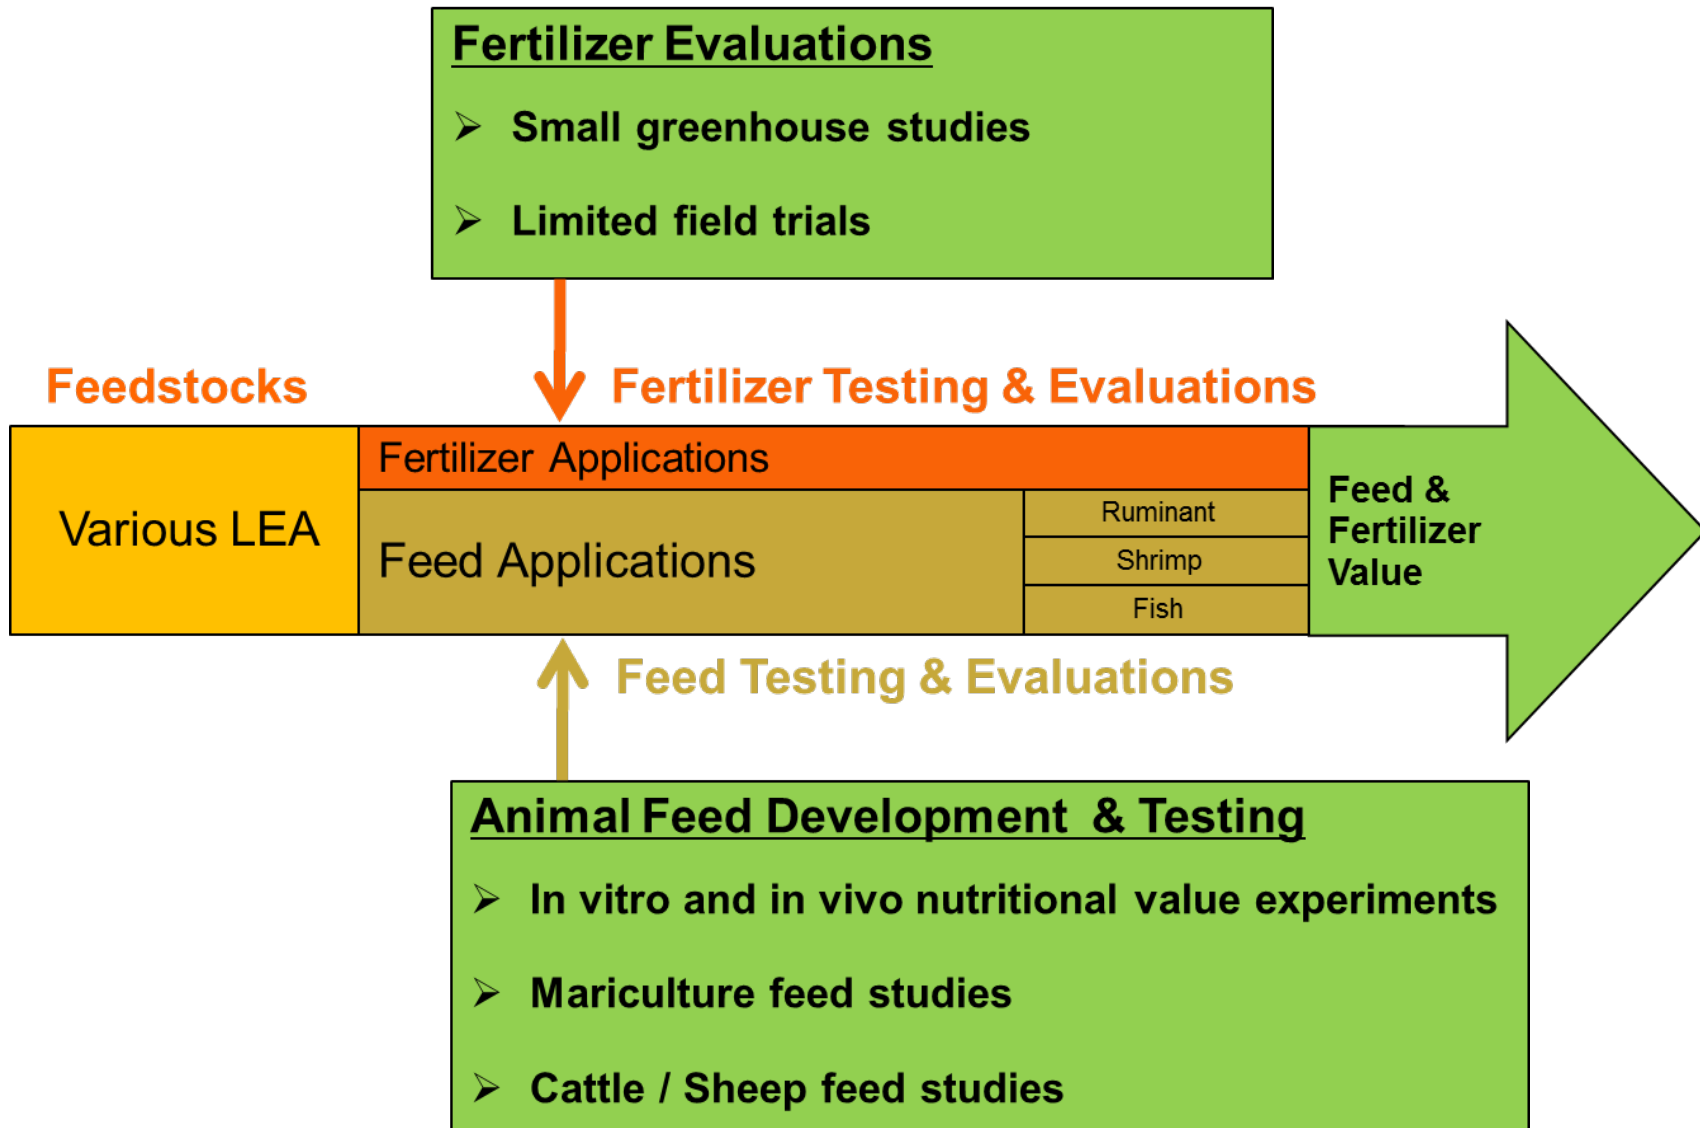 Fertilizer Evaluations
➢ Small greenhouse studies
➢ Limited field trials
Feedstocks
Fertilizer Testing & Evaluations
Various LEA
Fertilizer Applications
Feed Applications
Ruminant
Shrimp
Fish
Feed &
Fertilizer
Value
Feed Testing & Evaluations
Animal Feed Development & Testing
➢ In vitro and in vivo nutritional value experiments
➢ Mariculture feed studies
➢ Cattle / Sheep feed studies